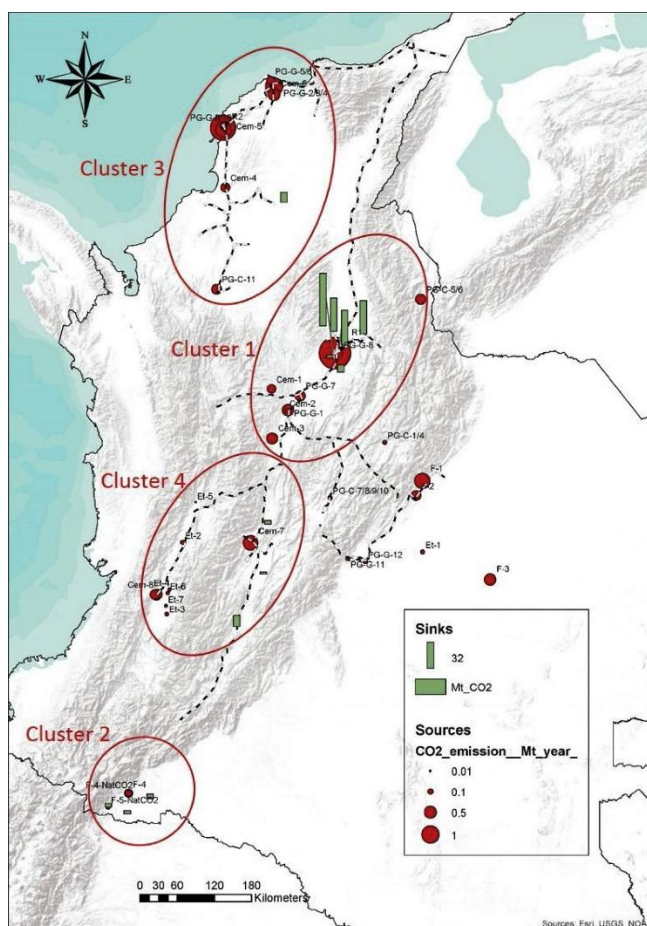 N
W E
S
PG-G-5/6
PG-G-2/3/4
Cem-5
Cluster 3
Cem-4
PG-C-11
PG-C-5/6
R1
PG-G-8
Cluster 1
Cem-1
PG-G-7
Cem-2
PG-G-1
Cem-3
PG-C-1/4
Cluster 4
F-1
Et-5
PG-C-7/8/9/10
Et-2
Cem-7
Et-1
PG-G-12
PG-G-11
F-3
Cem-8
Et-6
Et-7
Et-3
Sinks
32
Mt_CO2
Sources
CO2_emission__Mt_year_
0.01
0.1
0.5
1
Cluster 2
F-4-NatCO2F-4
F-5-NatCO2
0 30 60 120 180
Kilometers
Sources: Esri, USGS, NOA